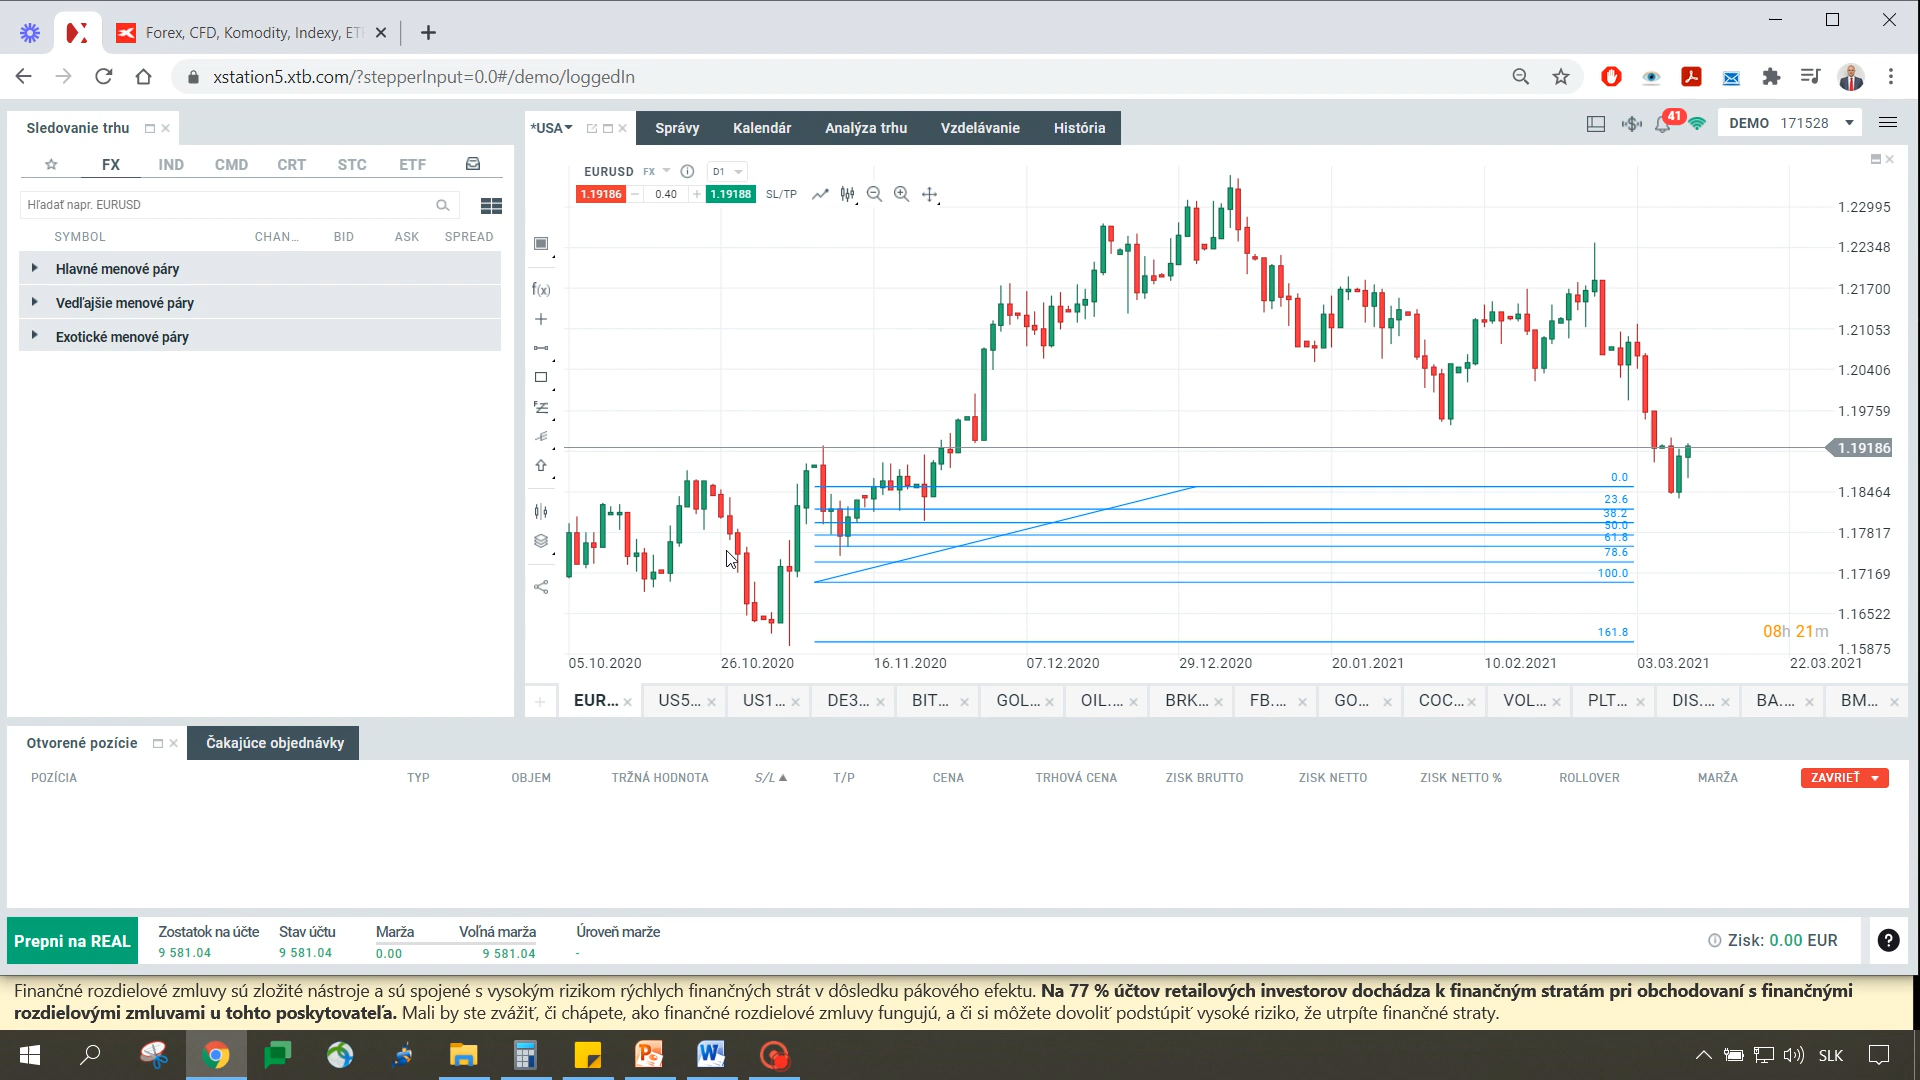 Forex, CFD, Komodity, Indexy, ET
xstation5.xtb.com/?stepperInput=0.0#/demo/loggedIn
Sledovanie trhu
*USA
Správy
Kalendár
Analýza trhu
Vzdelávanie
História
41
DEMO 171528
FX
IND
CMD
CRT
STC
ETF
Hľadať napr. EURUSD
SYMBOL
CHAN...
BID
ASK
SPREAD
Hlavné menové páry
Vedľajšie menové páry
Exotické menové páry
EURUSD FX
D1
1.19186
0.40
1.19188
SL/TP
f(x)
1.22995
1.22348
1.21700
1.21053
1.20406
1.19759
1.19186
1.18464
1.17817
1.17169
1.16522
1.15875
0.0
23.6
38.2
50.0
61.8
78.6
100.0
161.8
08h 21m
05.10.2020
26.10.2020
16.11.2020
07.12.2020
29.12.2020
20.01.2021
10.02.2021
03.03.2021
22.03.2021
EUR...
US5...
US1...
DE3...
BIT...
GOL...
OIL....
BRK...
FB....
GO...
COC...
VOL...
PLT...
DIS....
BA....
BM...
Otvorené pozície
Čakajúce objednávky
POZÍCIA
TYP
OBJEM
TRŽNÁ HODNOTA
S/L
T/P
CENA
TRHOVÁ CENA
ZISK BRUTTO
ZISK NETTO
ZISK NETTO %
ROLLOVER
MARŽA
ZAVRIEŤ
Prepni na REAL
Zostatok na účte
Stav účtu
Marža
Voľná marža
Úroveň marže
9 581.04
9 581.04
0.00
9 581.04
-
Zisk: 0.00 EUR
Finančné rozdielové zmluvy sú zložité nástroje a sú spojené s vysokým rizikom rýchlych finančných strát v dôsledku pákového efektu. Na 77 % účtov retailových investorov dochádza k finančným stratám pri obchodovaní s finančnými
rozdielovými zmluvami u tohto poskytovateľa. Mali by ste zvážiť, či chápete, ako finančné rozdielové zmluvy fungujú, a či si môžete dovoliť podstúpiť vysoké riziko, že utrpíte finančné straty.
SLK